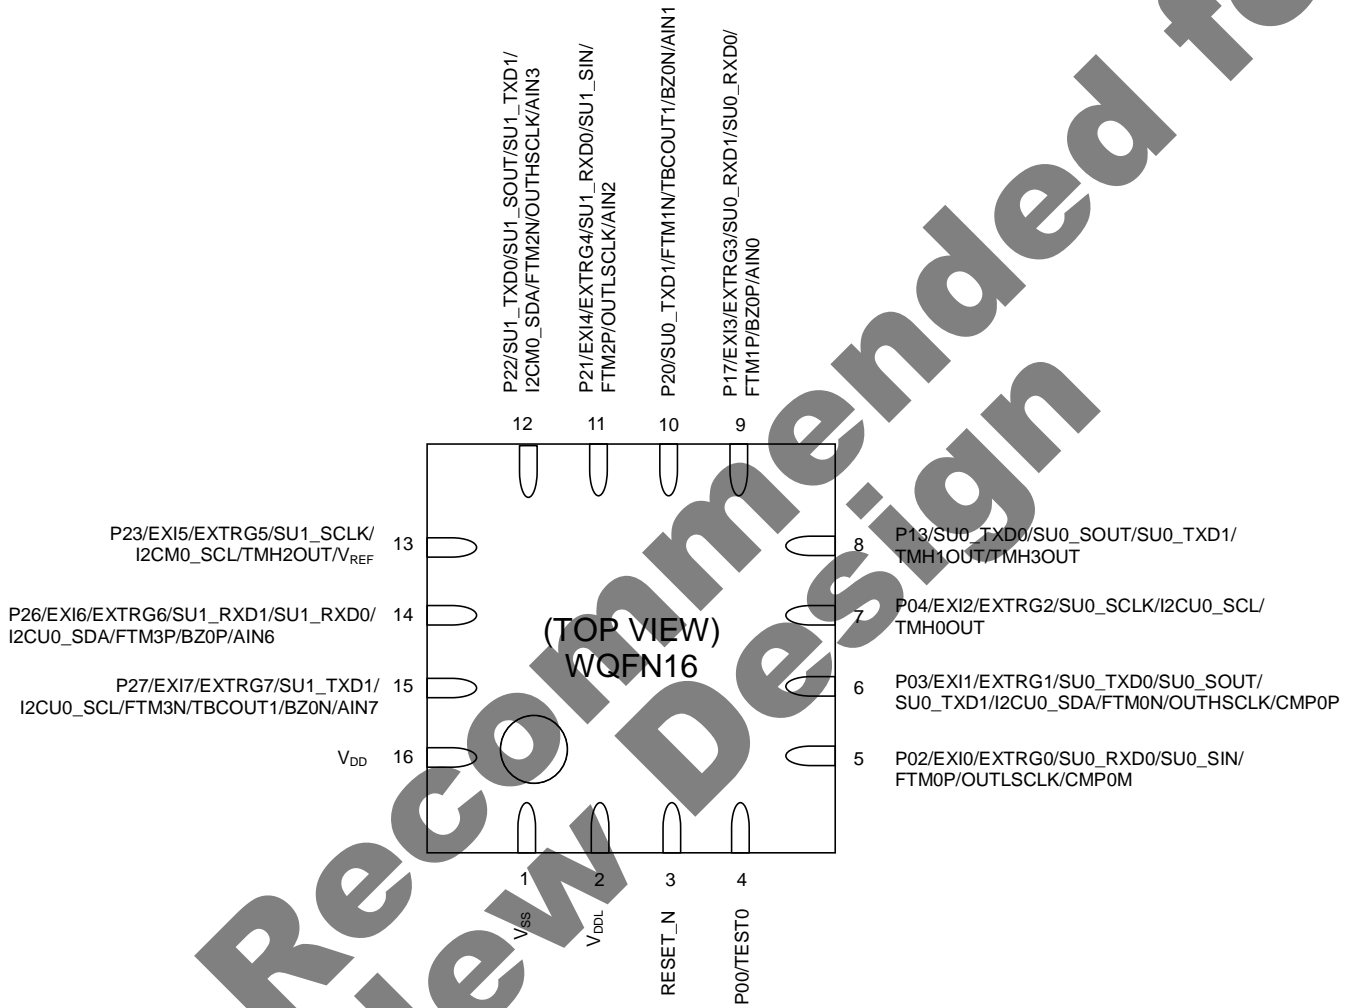 P22/SU1_TXD0/SU1_SOUT/SU1_TXD1/
I2CM0_SDA/FTM2N/OUTHSCLK/AIN3
P21/EXI4/EXTRG4/SU1_RXD0/SU1_SIN/
FTM2P/OUTLSCLK/AIN2
P20/SU0_TXD1/FTM1N/TBCOUT1/BZ0N/AIN1
P17/EXI3/EXTRG3/SU0_RXD1/SU0_RXD0/
FTM1P/BZ0P/AIN0
12
11
10
9
P23/EXI5/EXTRG5/SU1_SCLK/
I2CM0_SCL/TMH2OUT/VREF
13
P26/EXI6/EXTRG6/SU1_RXD1/SU1_RXD0/
I2CU0_SDA/FTM3P/BZ0P/AIN6
14
P27/EXI7/EXTRG7/SU1_TXD1/
I2CU0_SCL/FTM3N/TBCOUT1/BZ0N/AIN7
15
VDD
16
(TOP VIEW)
WQFN16
8
P13/SU0_TXD0/SU0_SOUT/SU0_TXD1/
TMH1OUT/TMH3OUT
7
P04/EXI2/EXTRG2/SU0_SCLK/I2CU0_SCL/
TMH0OUT
6
P03/EXI1/EXTRG1/SU0_TXD0/SU0_SOUT/
SU0_TXD1/I2CU0_SDA/FTM0N/OUTHSCLK/CMP0P
5
P02/EXI0/EXTRG0/SU0_RXD0/SU0_SIN/
FTM0P/OUTLSCLK/CMP0M
1
2
3
4
VSS
VDDL
RESET_N
P00/TEST0
Recommended fo
ew Design